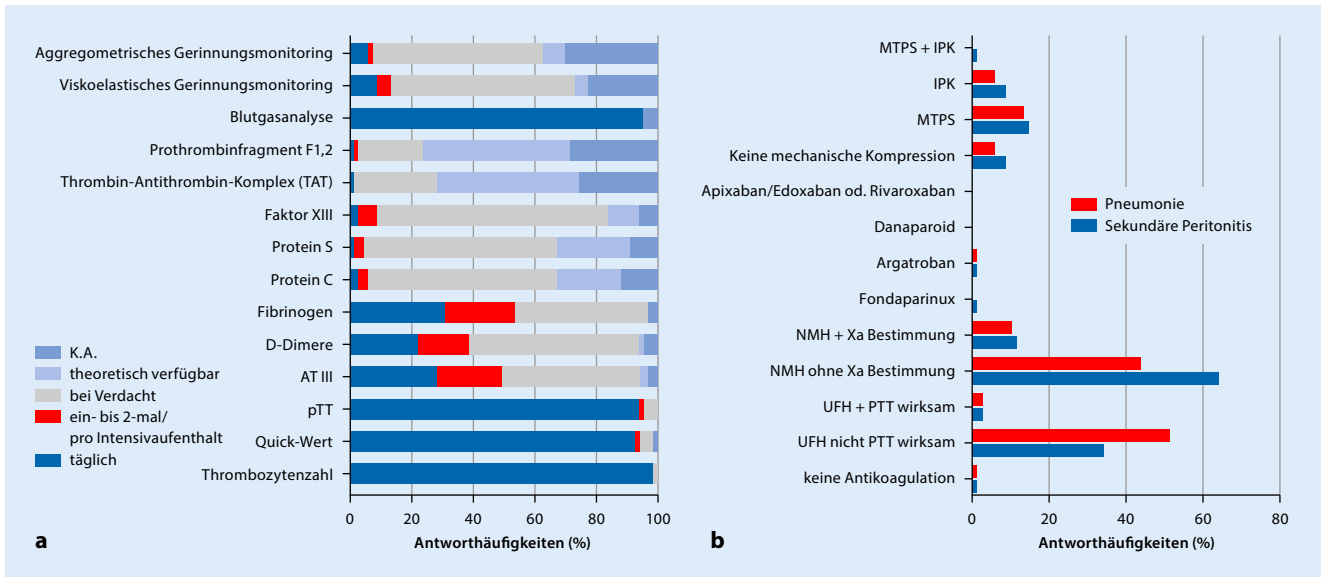 Aggregometrisches Gerinnungsmonitoring
Viskoelastisches Gerinnungsmonitoring
Blutgasanalyse
Prothrombinfragment F1,2
Thrombin-Antithrombin-Komplex (TAT)
Faktor XIII
Protein S
Protein C
Fibrinogen
D-Dimere
AT III
pTT
Quick-Wert
Thrombozytenzahl
K.A.
theoretisch verfügbar
bei Verdacht
ein- bis 2-mal/
pro Intensivaufenthalt
täglich
0 20 40 60 80 100
Antworthäufigkeiten (%)
a
MTPS + IPK
IPK
MTPS
Keine mechanische Kompression
Apixaban/Edoxaban od. Rivaroxaban
Danaparoid
Argatroban
Fondaparinux
NMH + Xa Bestimmung
NMH ohne Xa Bestimmung
UFH + PTT wirksam
UFH nicht PTT wirksam
keine Antikoagulation
Pneumonie
Sekundäre Peritonitis
0 20 40 60 80
Antworthäufigkeiten (%)
b